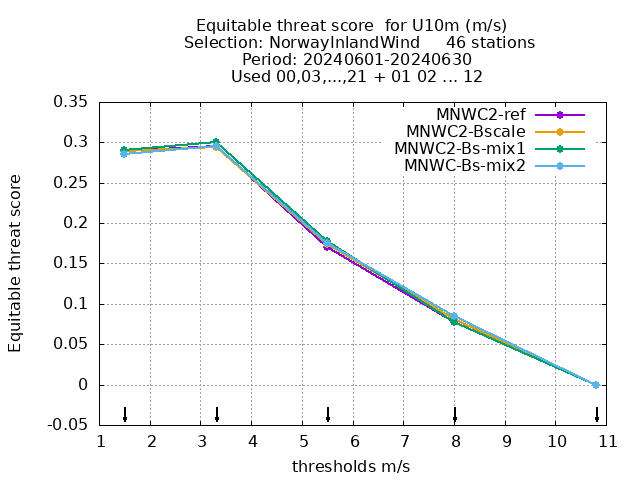 Equitable threat score  for U10m (m/s)
Selection: NorwayInlandWind     46 stations
Period: 20240601-20240630
Used 00,03,...,21 + 01 02 ... 12
MNWC2-ref
MNWC2-Bscale
MNWC2-Bs-mix1
MNWC-Bs-mix2
Equitable threat score
0.35
0.3
0.25
0.2
0.15
0.1
0.05
0
-0.05
1 2 3 4 5 6 7 8 9 10 11
thresholds m/s